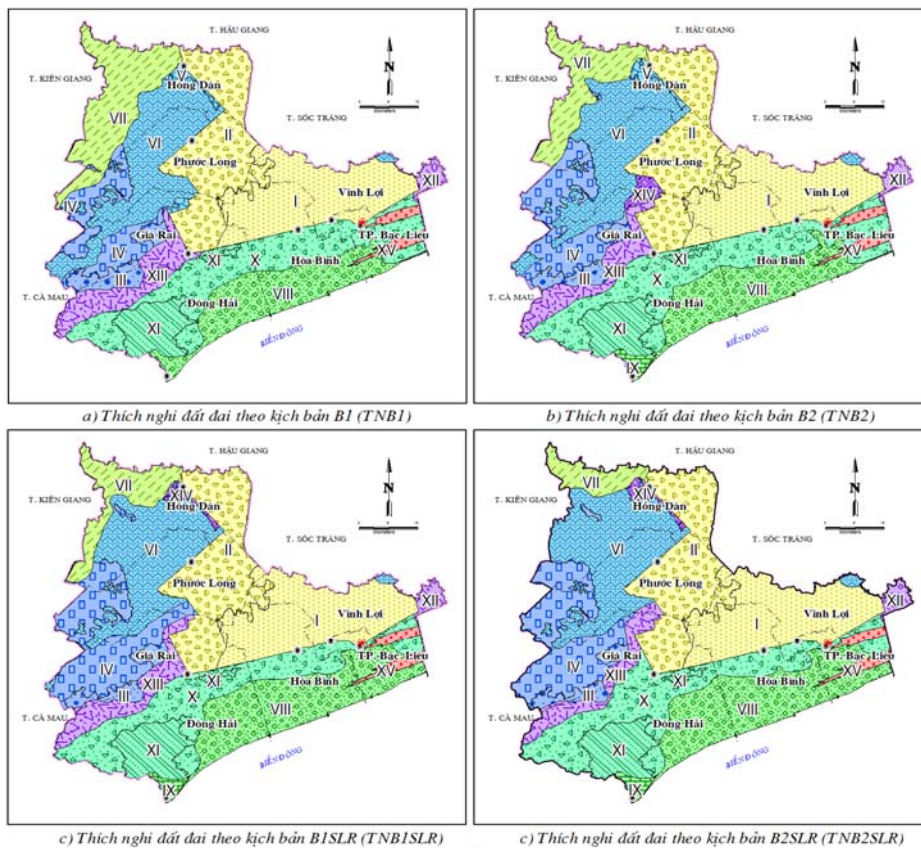 T. HẬU GIANG
T. KIÊN GIANG
N
VII
V
Hồng Dân
T. SÓC TRĂNG
VI
II
Phước Long
XII
IV
I
Vĩnh Lợi
Giá Rai
TP. Bạc Liêu
IV
XI
X
Hòa Bình
XV
III
XIII
VIII
T. CÀ MAU
Đông Hải
XI
BIỂN ĐÔNG
a) Thích nghi đất đai theo kịch bản B1 (TNB1)
T. HẬU GIANG
VII
T. KIÊN GIANG
N
V
Hồng Dân
T. SÓC TRĂNG
VI
II
Phước Long
XII
XIV
IV
I
Vĩnh Lợi
Giá Rai
TP. Bạc Liêu
IV
XI
Hòa Bình
XV
III
XIII
X
VIII
T. CÀ MAU
Đông Hải
XI
BIỂN ĐÔNG
IX
b) Thích nghi đất đai theo kịch bản B2 (TNB2)
T. HẬU GIANG
VII
T. KIÊN GIANG
N
XIV
Hồng Dân
T. SÓC TRĂNG
VI
II
Phước Long
XII
I
Vĩnh Lợi
Giá Rai
TP. Bạc Liêu
IV
XI
Hòa Bình
XV
III
XIII
X
VIII
T. CÀ MAU
Đông Hải
XI
BIỂN ĐÔNG
IX
c) Thích nghi đất đai theo kịch bản B1SLR (TNB1SLR)
T. HẬU GIANG
VII
T. KIÊN GIANG
N
XIV
Hồng Dân
T. SÓC TRĂNG
VI
II
Phước Long
XII
I
Vĩnh Lợi
Giá Rai
TP. Bạc Liêu
IV
XI
Hòa Bình
XV
III
XIII
X
VIII
T. CÀ MAU
Đông Hải
XI
BIỂN ĐÔNG
IX
c) Thích nghi đất đai theo kịch bản B2SLR (TNB2SLR)